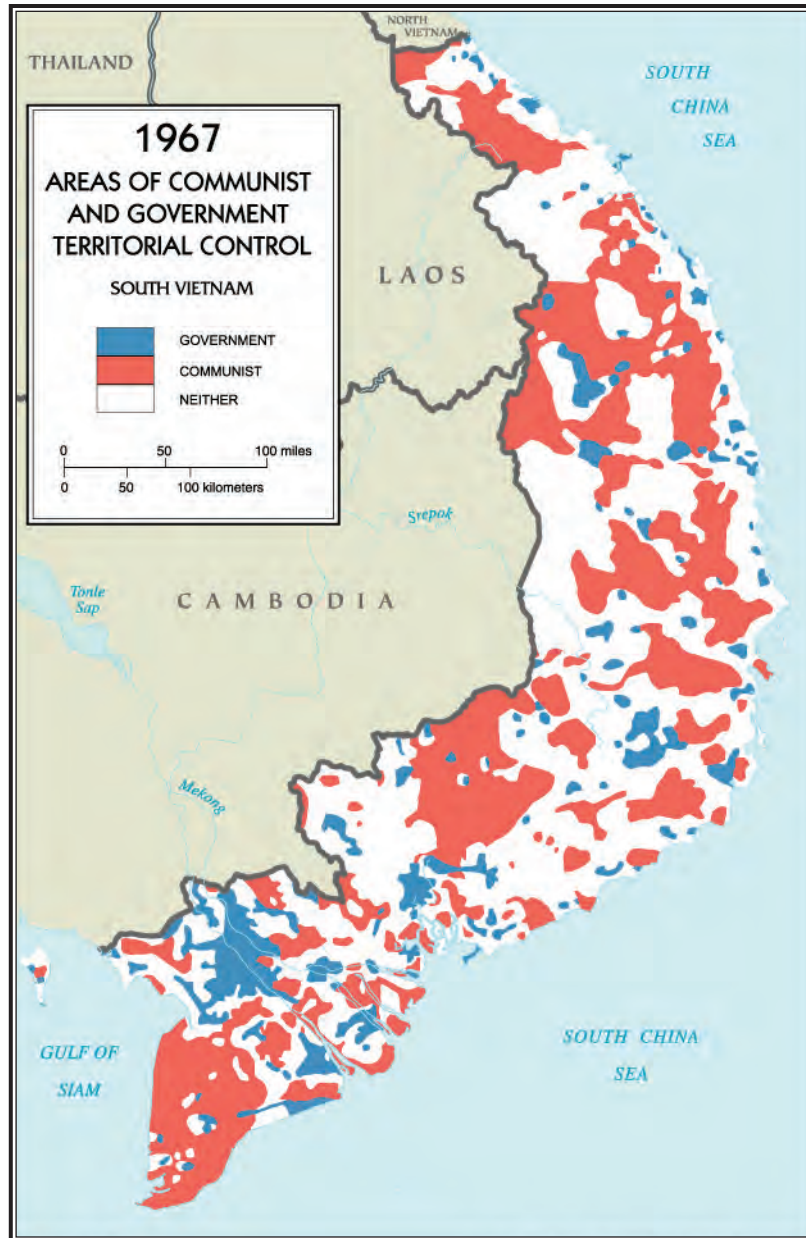 NORTH
VIETNAM
THAILAND
SOUTH
CHINA
SEA
1967
AREAS OF COMMUNIST
AND GOVERNMENT
TERRITORIAL CONTROL
SOUTH VIETNAM
GOVERNMENT
COMMUNIST
NEITHER
0 50 100 miles
0 50 100 kilometers
LAOS
Srepok
Tonle
Sap
CAMBODIA
Mekong
GULF OF
SIAM
SOUTH CHINA
SEA